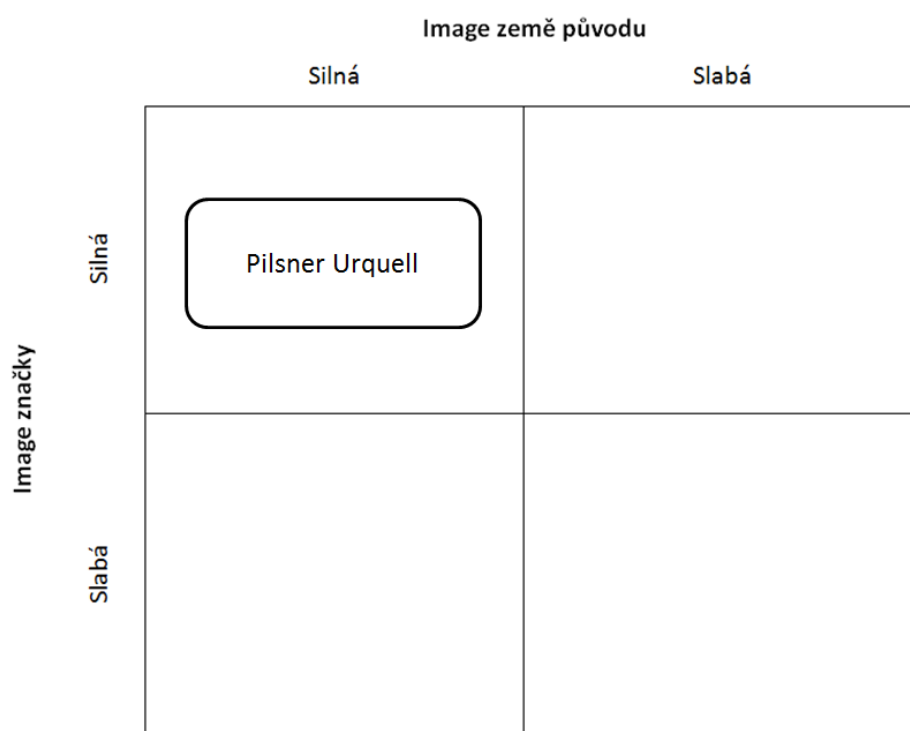 Image země původu
Silná
Slabá
Silná
Pilsner Urquell
Image značky
Slabá